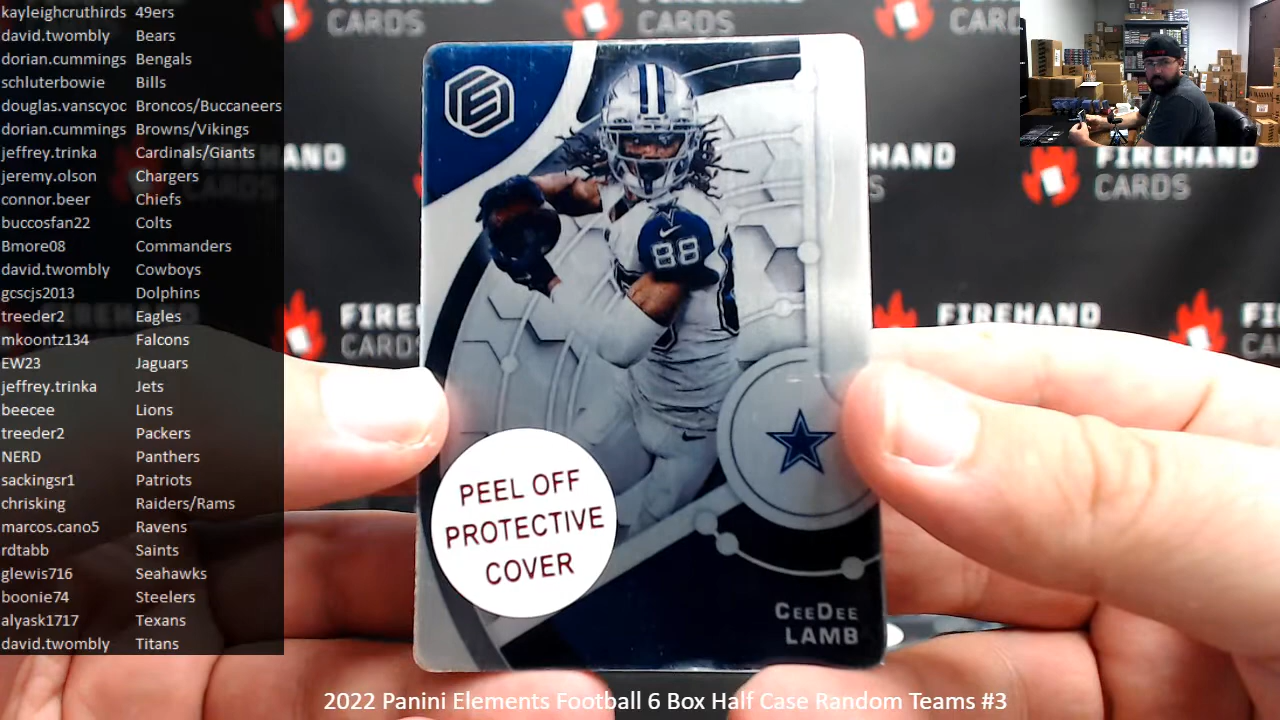 kayleighcruthirds 49ers
david.twombly Bears
dorian.cummings Bengals
schluterbowie Bills
douglas.vanscyoc Broncos/Buccaneers
dorian.cummings Browns/Vikings
jeffrey.trinka Cardinals/Giants
jeremy.olson Chargers
connor.beer Chiefs
buccosfan22 Colts
Bmore08 Commanders
david.twombly Cowboys
gcscjs2013 Dolphins
treeder2 Eagles
mkoontz134 Falcons
EW23 Jaguars
jeffrey.trinka Jets
beecee Lions
treeder2 Packers
NERD Panthers
sackingsr1 Patriots
chrisking Raiders/Rams
marcos.cano5 Ravens
rdtabb Saints
glewis716 Seahawks
boonie74 Steelers
alyask1717 Texans
david.twombly Titans
CARDS
CARDS
FIREHAND
CARDS
FIREHAND
CARDS
88
PEEL OFF
PROTECTIVE
COVER
CEEDEE
LAMB
2022 Panini Elements Football 6 Box Half Case Random Teams #3